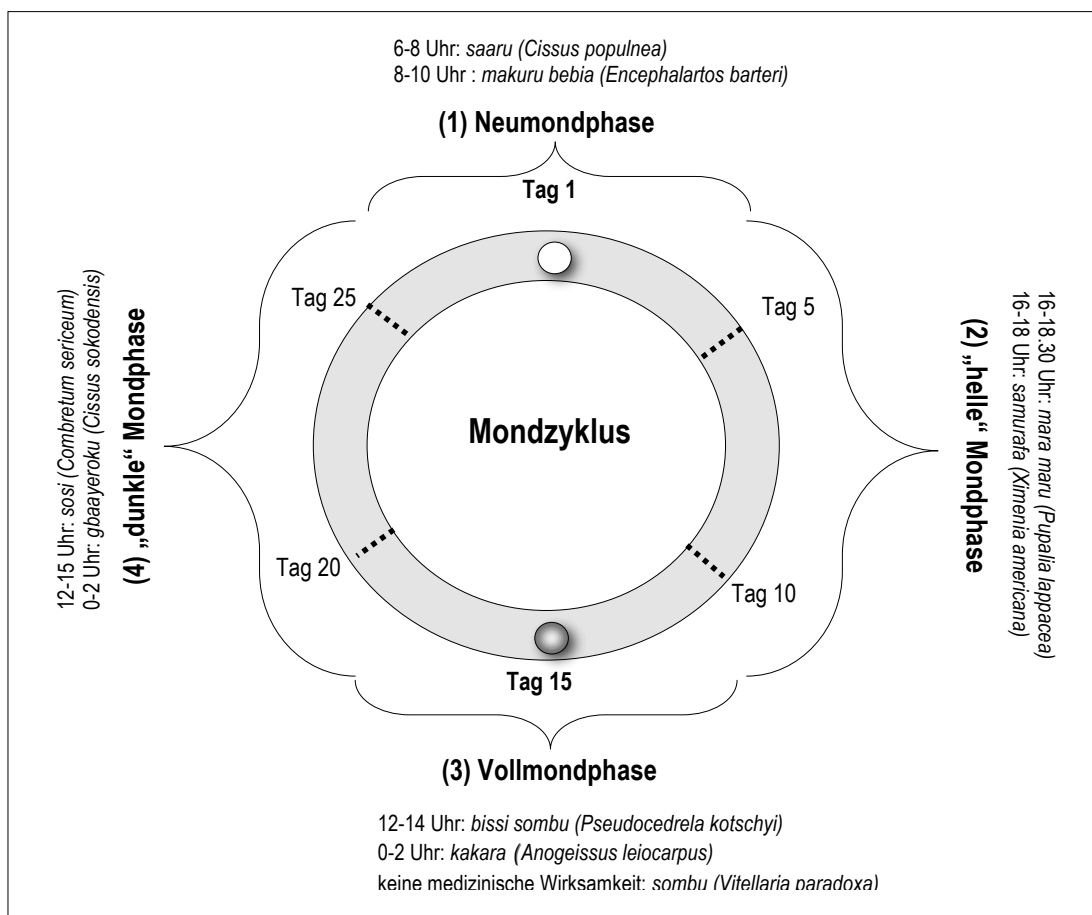 6-8 Uhr: saaru (Cissus populnea)
8-10 Uhr : makuru bebia (Encephalartos barteri)
(1) Neumondphase
Tag 1
Tag 25
Tag 5
12-15 Uhr: sosi (Combretum sericeum)
0-2 Uhr: gbaayeroku (Cissus sokodensis)
(4) „dunkle“ Mondphase
Mondzyklus
16-18.30 Uhr: mara maru (Pupalia lappacea)
16-18 Uhr: samurafa (Ximenia americana)
(2) „helle“ Mondphase
Tag 20
Tag 10
Tag 15
(3) Vollmondphase
12-14 Uhr: bissi sombu (Pseudocedrela kotschyi)
0-2 Uhr: kakara (Anogeissus leiocarpus)
keine medizinische Wirksamkeit: sombu (Vitellaria paradoxa)